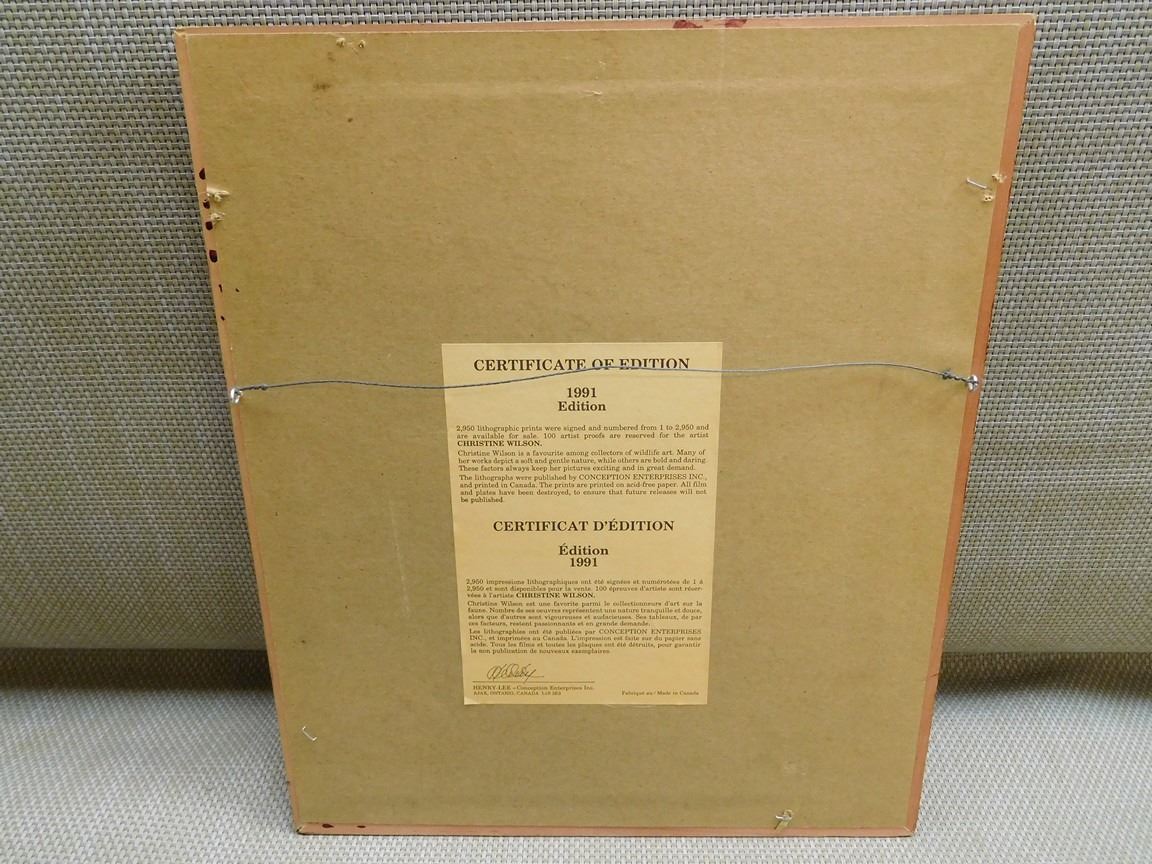 CERTIFICATE OF EDITION
1991
Edition
2,950 lithographic prints were signed and numbered from 1 to 2,950 and
are available for sale. 100 artist proofs are reserved for the artist
CHRISTINE WILSON.
Christine Wilson is a favourite among collectors of wildlife art. Many of
her works depict a soft and gentle nature, while others are bold and daring.
These factors always keep her pictures exciting and in great demand.
The lithographs were published by CONCEPTION ENTERPRISES INC.,
and printed in Canada. The prints are printed on acid-free paper. All film
and plates have been destroyed, to ensure that future releases will not
be published.
CERTIFICAT D'ÉDITION
Édition
1991
2,950 impressions lithographiques ont été signées et numérotées de 1 à
2,950 et sont disponibles pour la vente. 100 épreuves d'artiste sont réser-
vées à l'artiste CHRISTINE WILSON.
Christine Wilson est une favorite parmi le collectionneurs d'art sur la
faune. Nombre de ses oeuvres représentent une nature tranquille et douce,
alors que d'autres sont vigoureuses et audacieuses. Ses tableaux, de par
ces facteurs, restent passionnants et en grande demande.
Les lithographies ont été publiées par CONCEPTION ENTERPRISES
INC., et imprimées au Canada. L'impression est faite sur du papier sans
acide. Tous les films et toutes les plaques ont été détruits, pour garantir
la non publication de nouveaux exemplaires.
HENRY LEE - Conception Enterprises Inc.
AJAX, ONTARIO, CANADA
Fabriqué au / Made in Canada